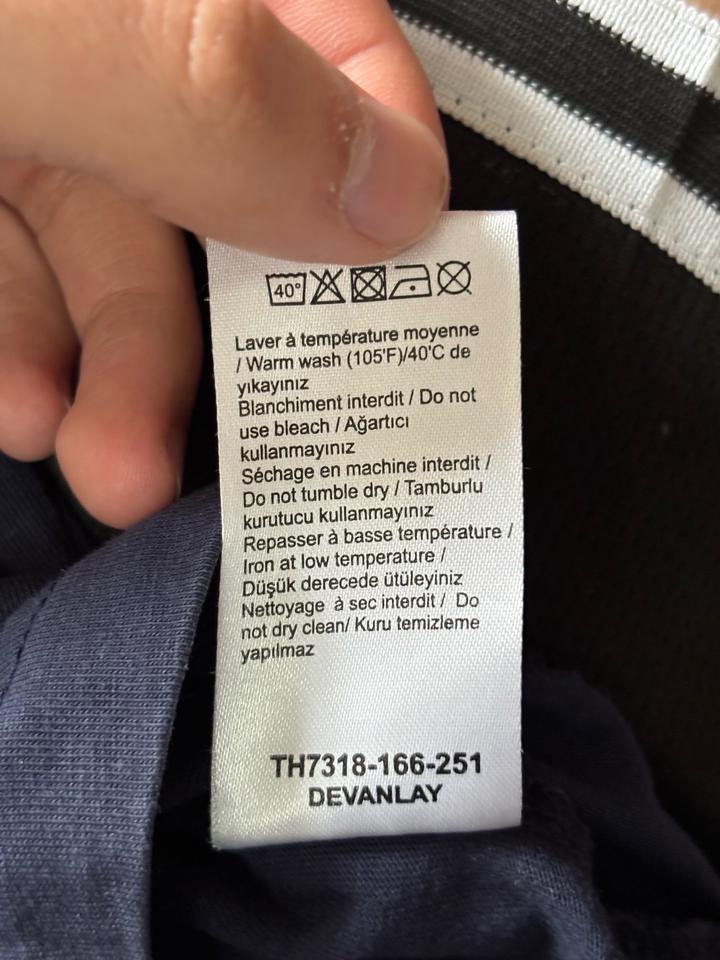 40°
Laver à température moyenne
/ Warm wash (105'F)/40'C de
yıkayınız
Blanchiment interdit / Do not
use bleach / Ağartıcı
kullanmayınız
Séchage en machine interdit /
Do not tumble dry / Tamburlu
kurutucu kullanmayınız
Repasser à basse température /
Iron at low temperature /
Düşük derecede ütüleyiniz
Nettoyage à sec interdit / Do
not dry clean/ Kuru temizleme
yapılmaz
TH7318-166-251
DEVANLAY